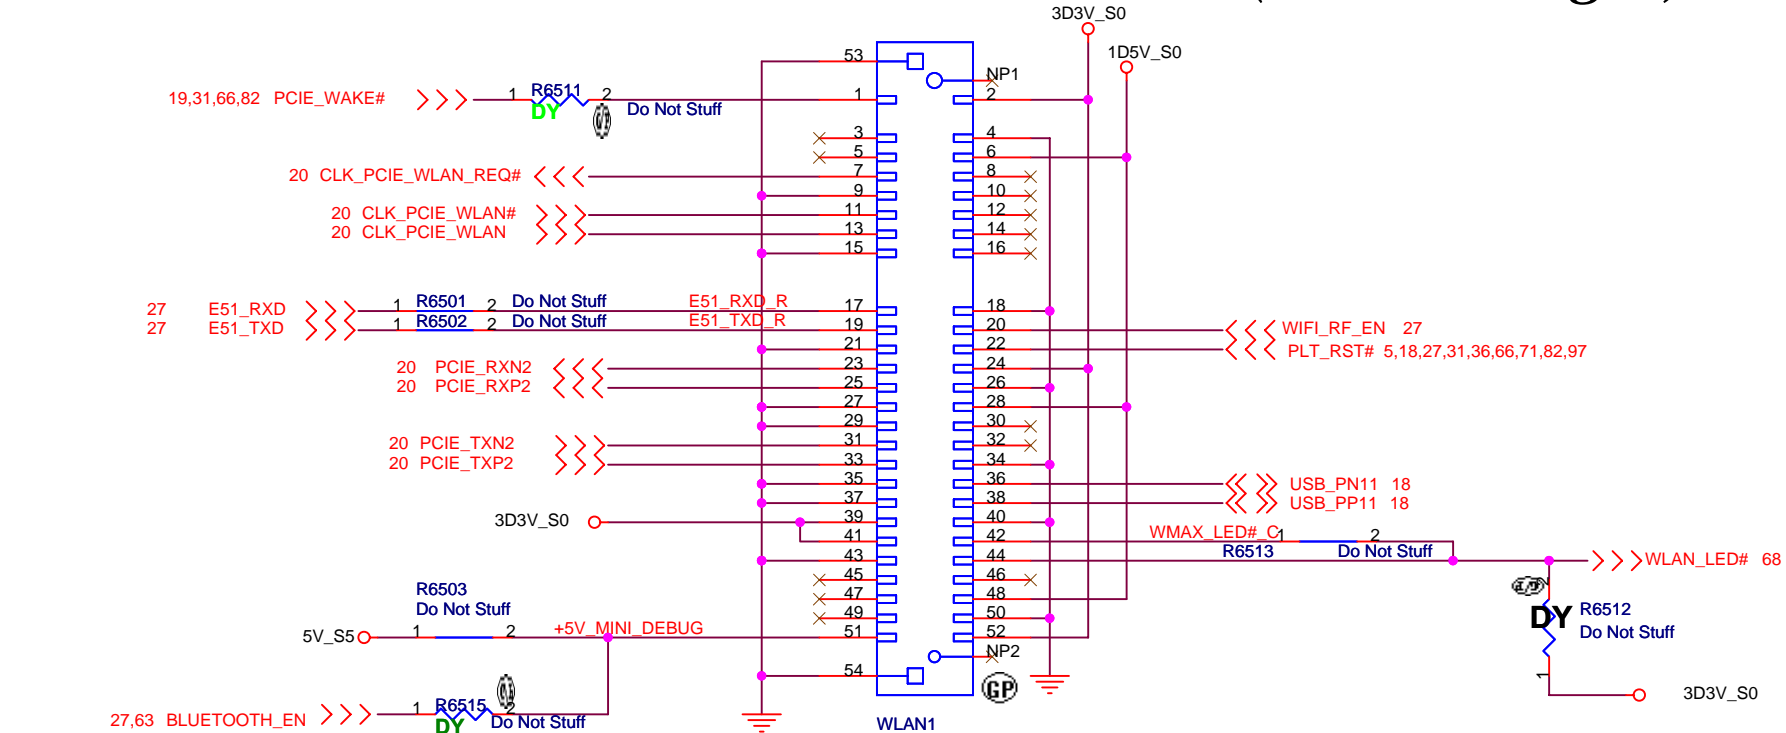 3D3V_S0
1D5V_S0
53
NP1
19,31,66,82 PCIE_WAKE# 1 R6511 2 1 2
DY Do Not Stuff
3 4
5 6
20 CLK_PCIE_WLAN_REQ# 7 8
9 10
20 CLK_PCIE_WLAN# 11 12
20 CLK_PCIE_WLAN 13 14
15 16
27 E51_RXD 1 R6501 2 Do Not Stuff E51_RXD_R 17 18
27 E51_TXD 1 R6502 2 Do Not Stuff E51_TXD_R 19 20 WIFI_RF_EN 27
21 22 PLT_RST# 5,18,27,31,36,66,71,82,97
20 PCIE_RXN2 23 24
20 PCIE_RXP2 25 26
27 28
29 30
20 PCIE_TXN2 31 32
20 PCIE_TXP2 33 34
35 36 USB_PN11 18
37 38 USB_PP11 18
3D3V_S0 39 40
41 42 WMAX_LED#_C 1 2
43 44 R6513 Do Not Stuff WLAN_LED# 68
45 46
R6503 47 48 2 R6512
Do Not Stuff 49 50 DY
5V_S5 1 2 +5V_MINI_DEBUG 51 52 Do Not Stuff
NP2
54 GP 1
3D3V_S0
27,63 BLUETOOTH_EN 1 R6515 2
DY Do Not Stuff WLAN1